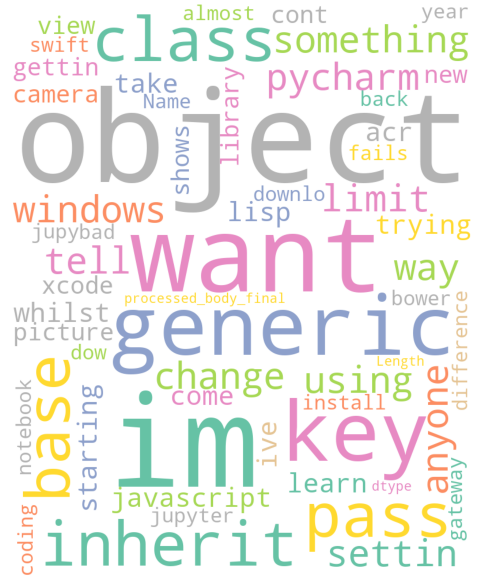 almost cont year
view class something
swift
gettin take pycharm new
camera Name library back
object
shows acr fails
windows lisp downlo limit trying
jupybad want
tell way
xcode processed_body_final bower
whilst generic
picture
dow Length difference
base change using anyone
notebook starting come install
im ive key
javascript learn dtype
jupyter pass gateway
coding inherit settin